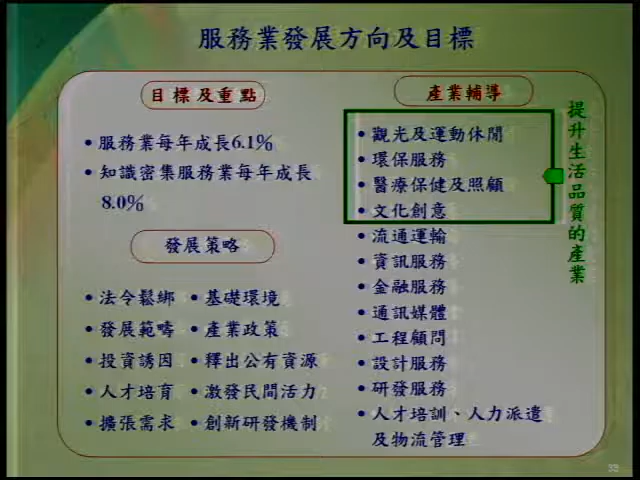 服務業發展方向及目標
目標及重點
• 服務業每年成長6.1%
• 知識密集服務業每年成長
8.0%
發展策略
• 法令鬆綁 • 基礎環境
• 發展範疇 • 產業政策
• 投資誘因 • 釋出公有資源
• 人才培育 • 激發民間活力
• 擴張需求 • 創新研發機制
產業輔導
• 觀光及運動休閒
• 環保服務
• 醫療保健及照顧
• 文化創意
• 流通運輸
• 資訊服務
• 金融服務
• 通訊媒體
• 工程顧問
• 設計服務
• 研發服務
• 人才培訓、人力派遣
及物流管理
提升生活品質的產業